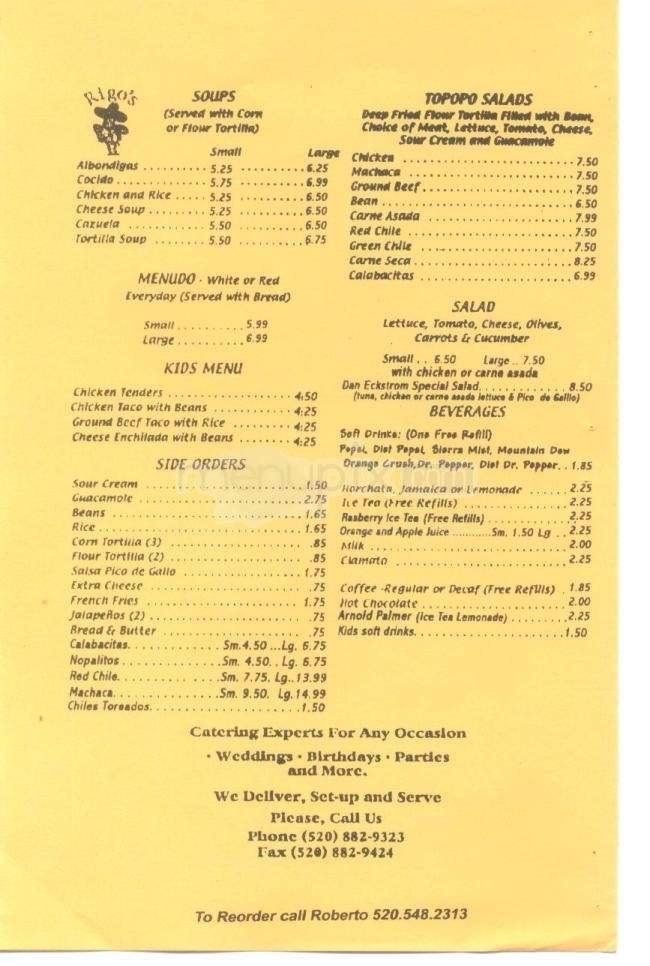 Rigo's
SOUPS
(Served with Corn
or Flour Tortilla)
Small Large
Albondigas . . . . . . . . . 5.25 . . . . . . . . . . 6.25
Cocido . . . . . . . . . . . . 5.75 . . . . . . . . . . 6.99
Chicken and Rice . . . . . 5.25 . . . . . . . . . . 6.50
Cheese Soup . . . . . . . . 5.25 . . . . . . . . . . 6.50
Cazuela . . . . . . . . . . 5.50 . . . . . . . . . . 6.50
Tortilla Soup . . . . . . . . 5.50 . . . . . . . . . . 6.75
MENUDO - White or Red
Everyday (Served with Bread)
Small . . . . . . . . . . 5.99
Large . . . . . . . . . . 6.99
KIDS MENU
Chicken Tenders . . . . . . . . . . . . . . . . . . 4:50
Chicken Taco with Beans . . . . . . . . . . . . 4:25
Ground Beef Taco with Rice . . . . . . . . . 4:25
Cheese Enchilada with Beans . . . . . . . . 4:25
SIDE ORDERS
Sour Cream . . . . . . . . . . . . . . . . . . . . . 1.50
Guacamole . . . . . . . . . . . . . . . . . . . . . 2.75
Beans . . . . . . . . . . . . . . . . . . . . . . . . 1.65
Rice . . . . . . . . . . . . . . . . . . . . . . . . . 1.65
Corn Tortilla (3) . . . . . . . . . . . . . . . . . .85
Flour Tortilla (2) . . . . . . . . . . . . . . . . . .85
Salsa Pico de Gallo . . . . . . . . . . . . . . . 1.75
Extra Cheese . . . . . . . . . . . . . . . . . . . .75
French Fries . . . . . . . . . . . . . . . . . . . 1.75
Jalapeños (2) . . . . . . . . . . . . . . . . . . . .75
Bread & Butter . . . . . . . . . . . . . . . . . . .75
Calabacitas. . . . . . . . . . . . . Sm.4.50 ...Lg. 6.75
Nopalitos . . . . . . . . . . . . . .Sm. 4.50. . Lg. 6.75
Red Chile. . . . . . . . . . . . . .Sm. 7.75. Lg..13.99
Machaca. . . . . . . . . . . . . . .Sm. 9.50. Lg.14.99
Chiles Toreados. . . . . . . . . . . . . . . . . . . . .1.50
TOPOPO SALADS
Deep Fried Flour Tortilla Filled with Bean,
Choice of Meat, Lettuce, Tomato, Cheese,
Sour Cream and Guacamole
Chicken . . . . . . . . . . . . . . . . . . . . . . . . 7.50
Machaca . . . . . . . . . . . . . . . . . . . . . . . 7.50
Ground Beef . . . . . . . . . . . . . . . . . . . . . 7.50
Bean . . . . . . . . . . . . . . . . . . . . . . . . . . 6.50
Carne Asada . . . . . . . . . . . . . . . . . . . . 7.99
Red Chile . . . . . . . . . . . . . . . . . . . . . . 7.50
Green Chile . . . . . . . . . . . . . . . . . . . . 7.50
Carne Seca . . . . . . . . . . . . . . . . . . . . . 8.25
Calabacitas . . . . . . . . . . . . . . . . . . . . 6.99
SALAD
Lettuce, Tomato, Cheese, Olives,
Carrots & Cucumber
Small . . 6.50 Large .. 7.50
with chicken or carne asada
Dan Eckstrom Special Salad. . . . . . . . . . . . 8.50
(tuna, chicken or carne asada lettuce & Pico de Gallio)
BEVERAGES
Soft Drinks: (One Free Refill)
Pepsi, Diet Pepsi, Sierra Mist, Mountain Dew
Orange Crush,Dr. Pepper, Diet Dr. Pepper. . 1.85
Horchata, Jamaica or Lemonade . . . . . . 2.25
Ice Tea (Free Refills) . . . . . . . . . . . . . . 2.25
Rasberry Ice Tea (Free Refills) . . . . . . . 2.25
Orange and Apple Juice ...........Sm. 1.50 Lg .. 2.25
Milk . . . . . . . . . . . . . . . . . . . . . . . . 2.00
Clamato . . . . . . . . . . . . . . . . . . . . . 2.25
Coffee -Regular or Decaf (Free Refills) . 1.85
Hot Chocolate . . . . . . . . . . . . . . . . . 2.00
Arnold Palmer (Ice Tea Lemonade) . . . . . . . . 2.25
Kids soft drinks. . . . . . . . . . . . . . . . . . . .1.50
Catering Experts For Any Occasion
· Weddings · Birthdays · Parties
and More.
We Deliver, Set-up and Serve
Please, Call Us
Phone (520) 882-9323
Fax (520) 882-9424
To Reorder call Roberto 520.548.2313